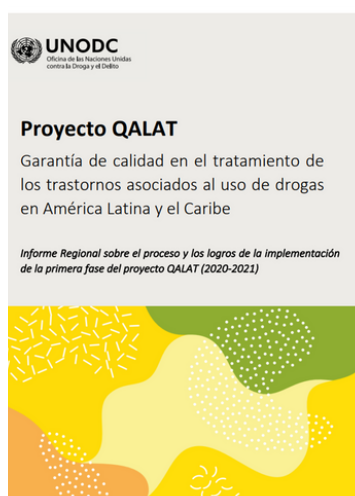 UNODC
Oficina de las Naciones Unidas
contra la Droga y el Delito
Proyecto QALAT
Garantía de calidad en el tratamiento de
los trastornos asociados al uso de drogas
en América Latina y el Caribe
Informe Regional sobre el proceso y los logros de la implementación
de la primera fase del proyecto QALAT (2020-2021)